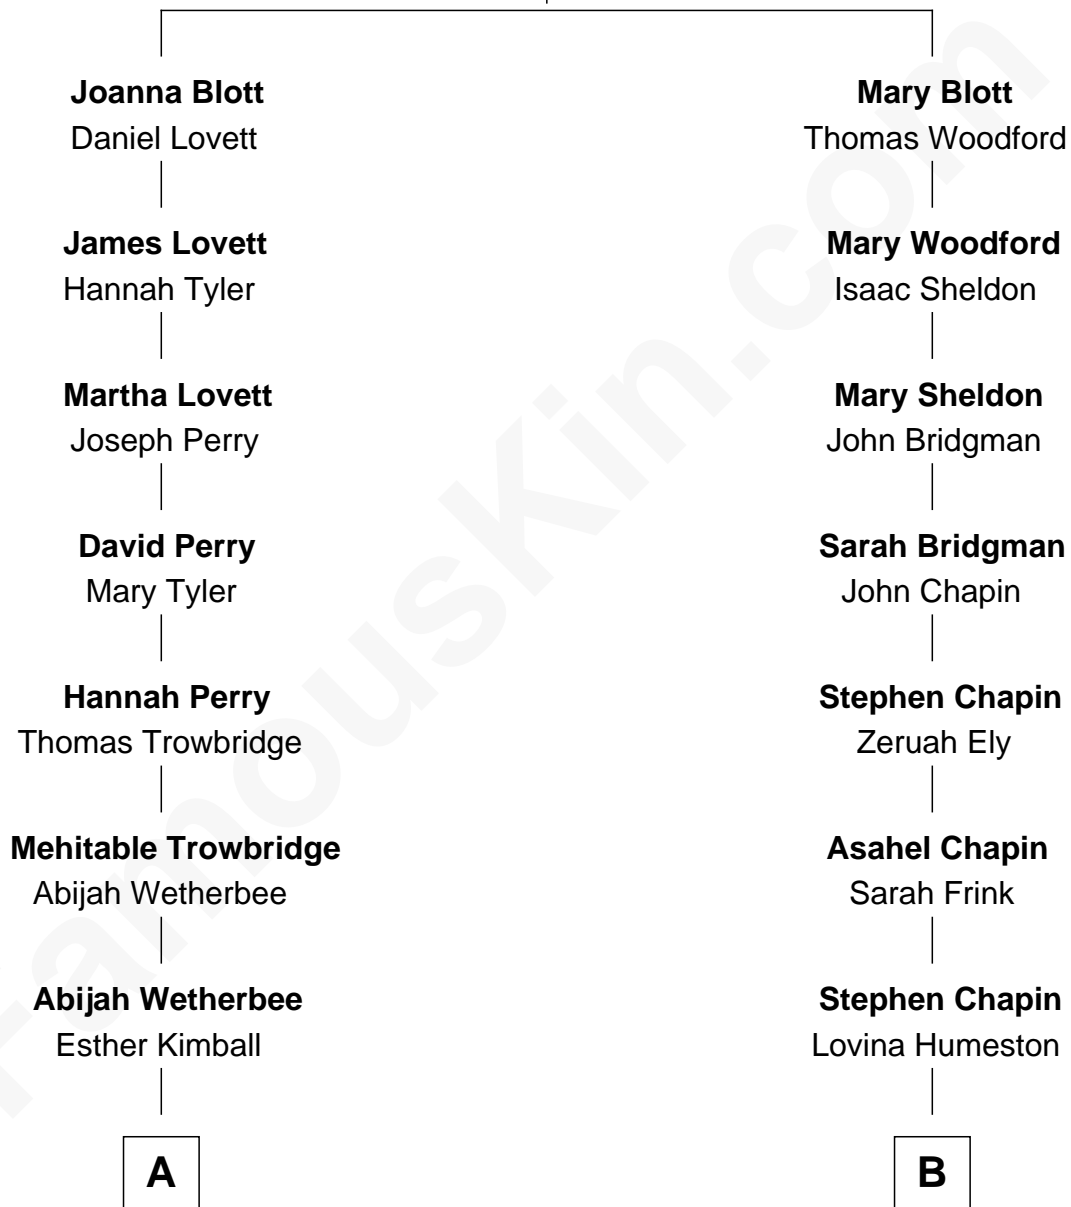 Joanna Blott
Daniel Lovett
James Lovett
Hannah Tyler
Martha Lovett
Joseph Perry
David Perry
Mary Tyler
Hannah Perry
Thomas Trowbridge
Mehitable Trowbridge
Abijah Wetherbee
Abijah Wetherbee
Esther Kimball
A
Mary Blott
Thomas Woodford
Mary Woodford
Isaac Sheldon
Mary Sheldon
John Bridgman
Sarah Bridgman
John Chapin
Stephen Chapin
Zeruah Ely
Asahel Chapin
Sarah Frink
Stephen Chapin
Lovina Humeston
B
FamousKin.com